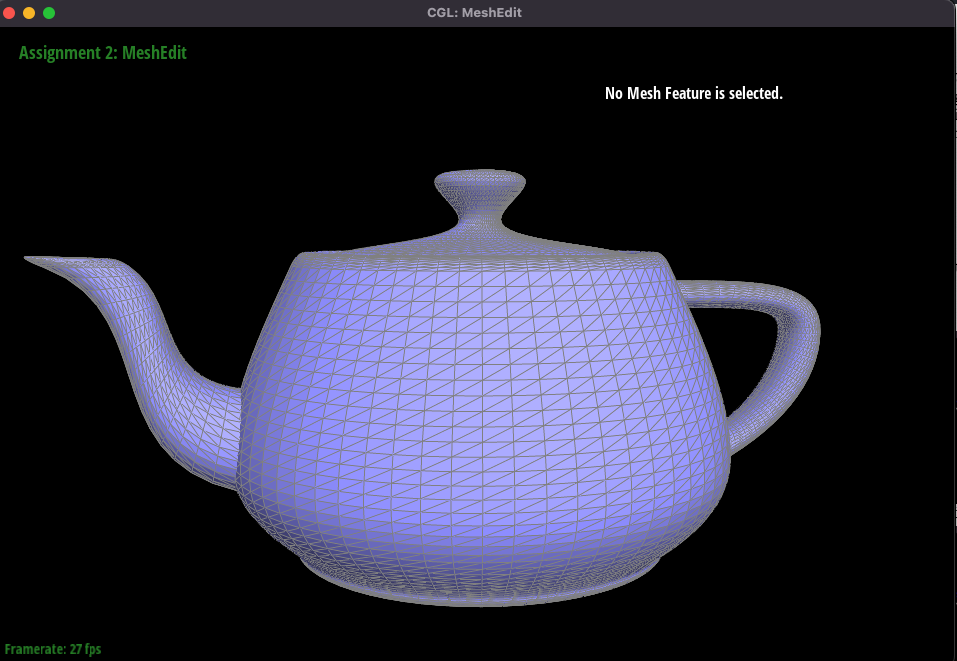 CGL: MeshEdit
Assignment 2: MeshEdit
No Mesh Feature is selected.
Framerate: 27 fps